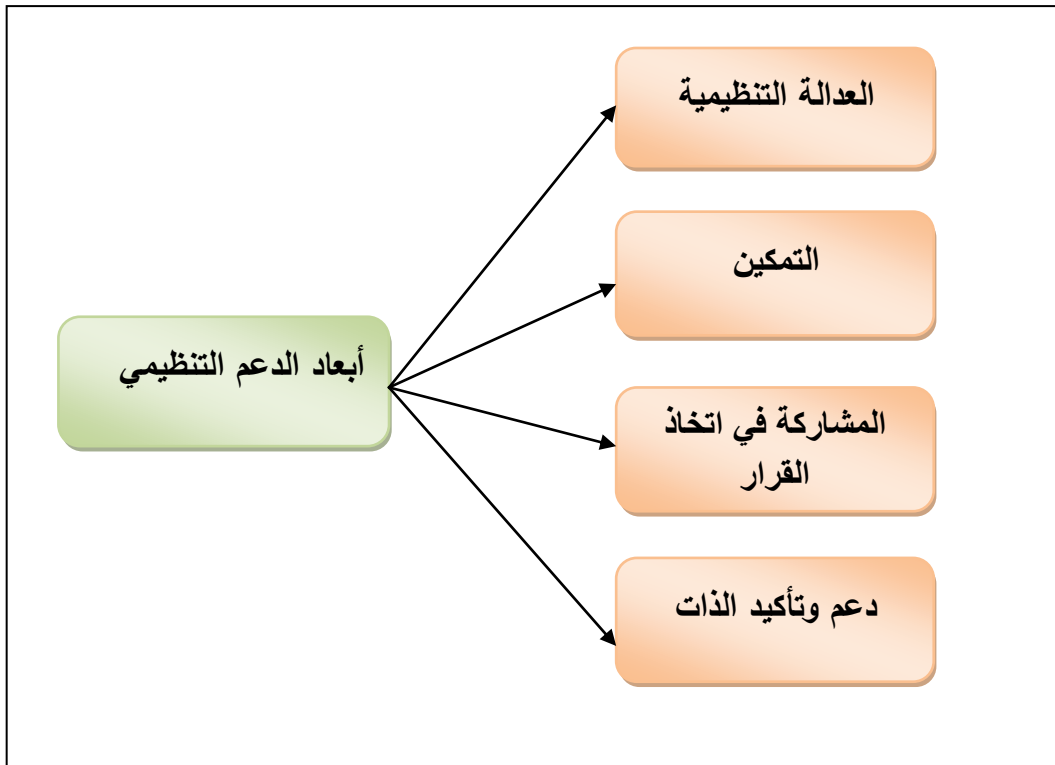 أبعاد الدعم التنظيمي
العدالة التنظيمية
التمكين
المشاركة في اتخاذ
القرار
دعم وتأكيد الذات